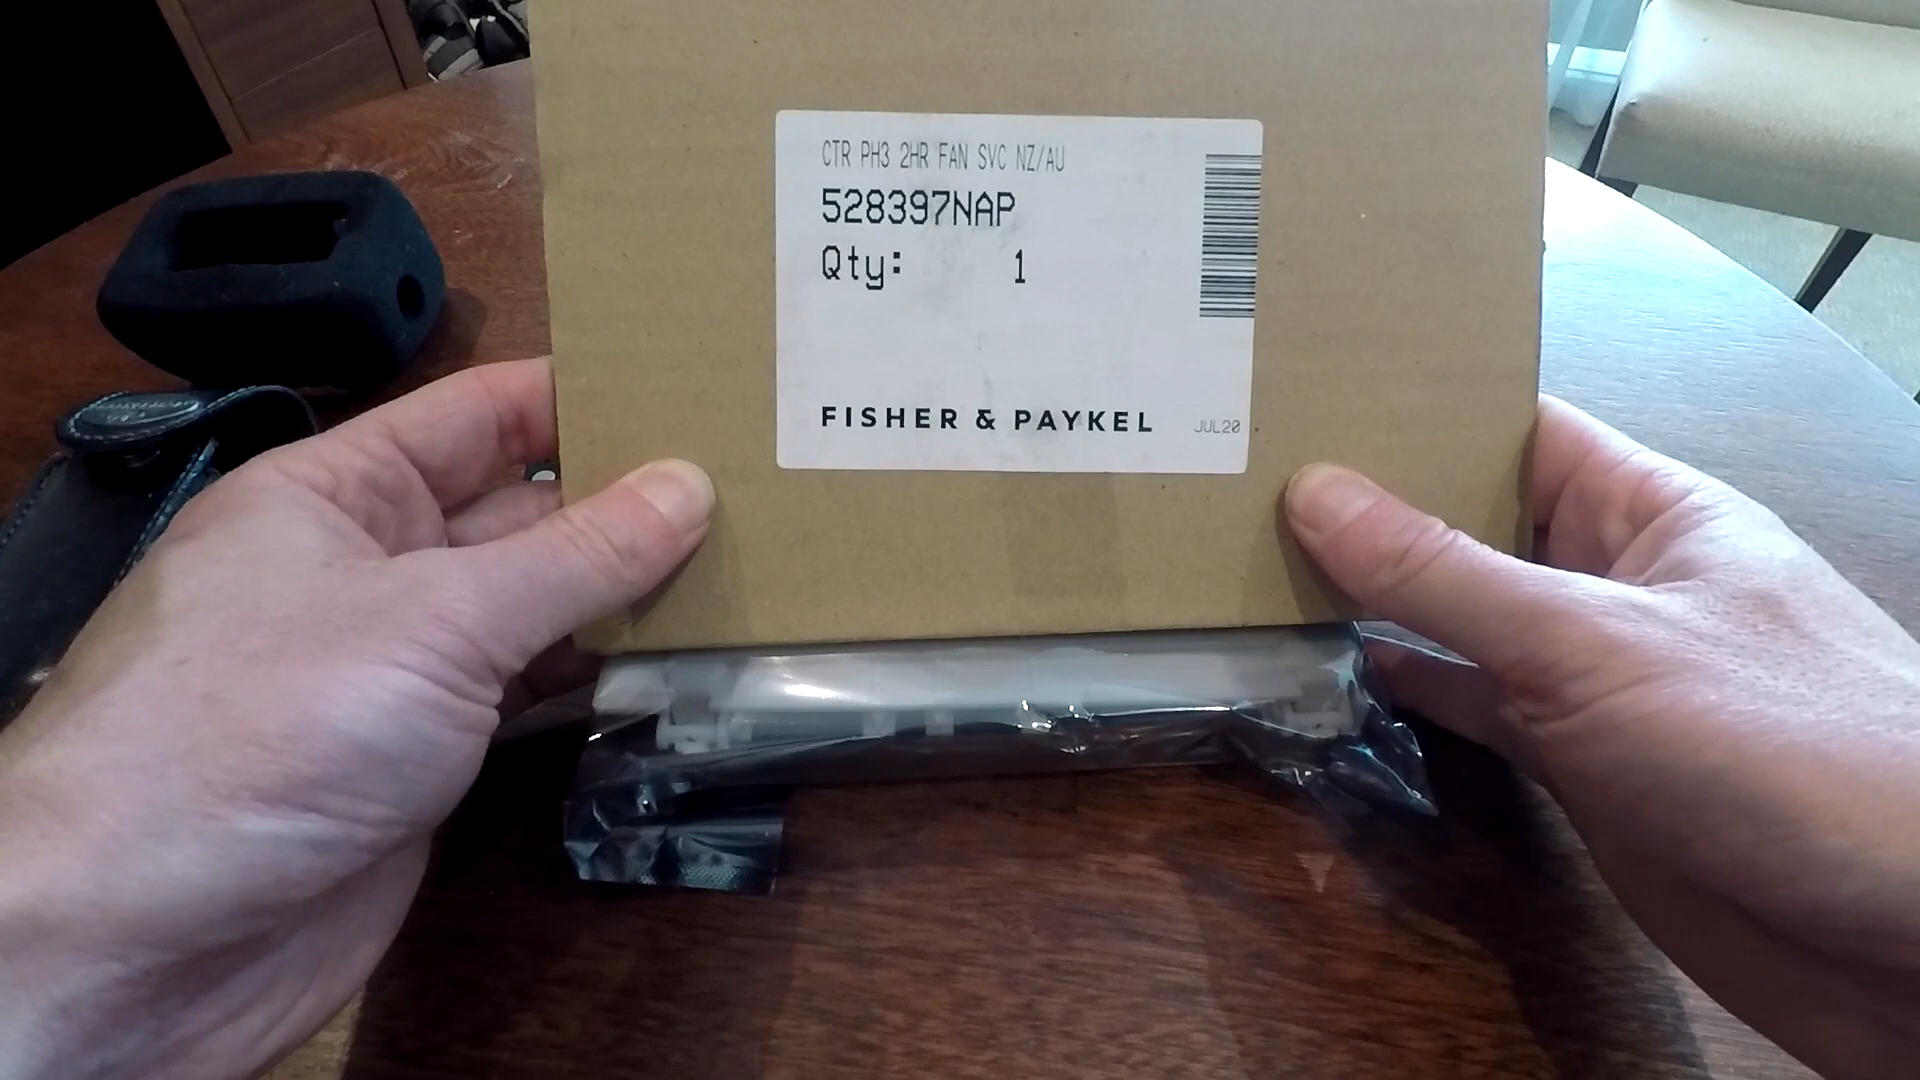 CTR PH3 2HR FAN SVC NZ/AU
528397NAP
Qty: 1
FISHER & PAYKEL JUL20